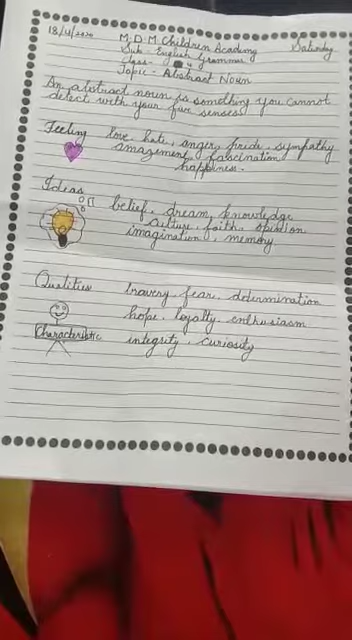 18/4/2020 M.D.M. Children Academy Saturday
Sub- English Grammar
Class- 4
Topic- Abstract Noun
An abstract noun is something you cannot
detect with your five senses
Feeling love, hate, anger, pride, sympathy
amazement, fascination
happiness.
Ideas
belief, dream, knowledge
culture, faith, opinion
imagination, memory
Qualities bravery, fear, determination
hope, loyalty, enthusiasm
Characteristic integrity, curiosity